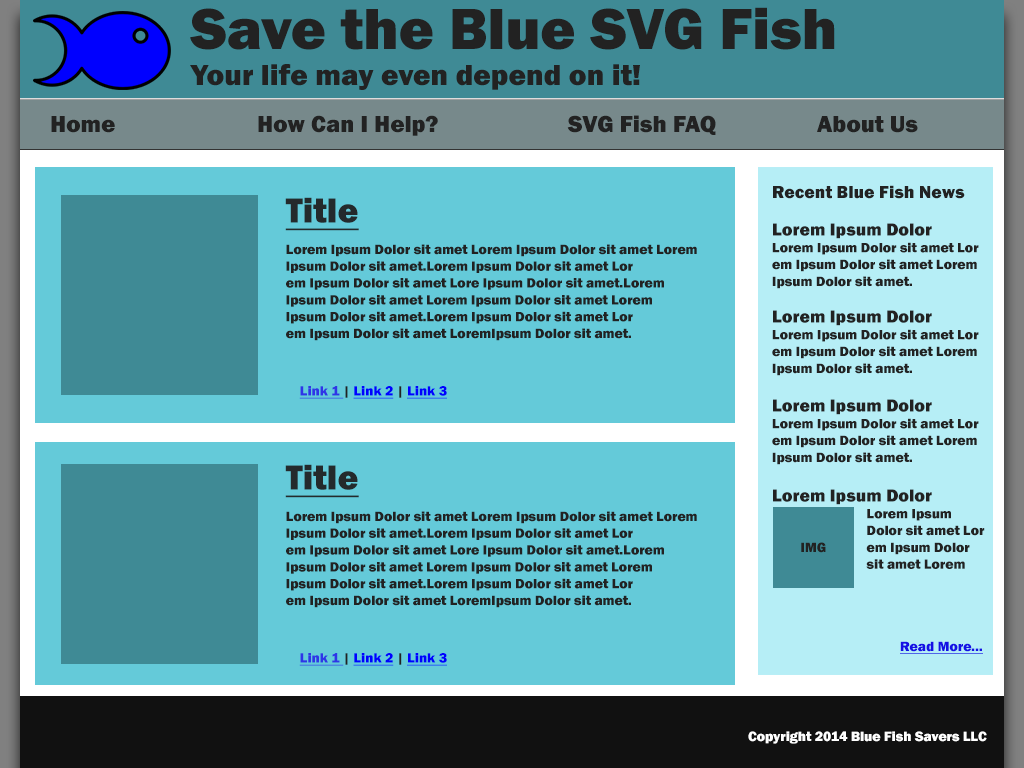 Save the Blue SVG Fish
Your life may even depend on it!
Home How Can I Help? SVG Fish FAQ About Us
Title
Lorem Ipsum Dolor sit amet Lorem Ipsum Dolor sit amet Lorem
Ipsum Dolor sit amet.Lorem Ipsum Dolor sit amet Lor
em Ipsum Dolor sit amet Lore Ipsum Dolor sit amet.Lorem
Ipsum Dolor sit amet Lorem Ipsum Dolor sit amet Lorem
Ipsum Dolor sit amet.Lorem Ipsum Dolor sit amet Lor
em Ipsum Dolor sit amet LoremIpsum Dolor sit amet.
Link 1 | Link 2 | Link 3
Title
Lorem Ipsum Dolor sit amet Lorem Ipsum Dolor sit amet Lorem
Ipsum Dolor sit amet.Lorem Ipsum Dolor sit amet Lor
em Ipsum Dolor sit amet Lore Ipsum Dolor sit amet.Lorem
Ipsum Dolor sit amet Lorem Ipsum Dolor sit amet Lorem
Ipsum Dolor sit amet.Lorem Ipsum Dolor sit amet Lor
em Ipsum Dolor sit amet LoremIpsum Dolor sit amet.
Link 1 | Link 2 | Link 3
Recent Blue Fish News
Lorem Ipsum Dolor
Lorem Ipsum Dolor sit amet Lor
em Ipsum Dolor sit amet Lorem
Ipsum Dolor sit amet.
Lorem Ipsum Dolor
Lorem Ipsum Dolor sit amet Lor
em Ipsum Dolor sit amet Lorem
Ipsum Dolor sit amet.
Lorem Ipsum Dolor
Lorem Ipsum Dolor sit amet Lor
em Ipsum Dolor sit amet Lorem
Ipsum Dolor sit amet.
Lorem Ipsum Dolor
IMG
Lorem Ipsum
Dolor sit amet Lor
em Ipsum Dolor
sit amet Lorem
Read More...
Copyright 2014 Blue Fish Savers LLC